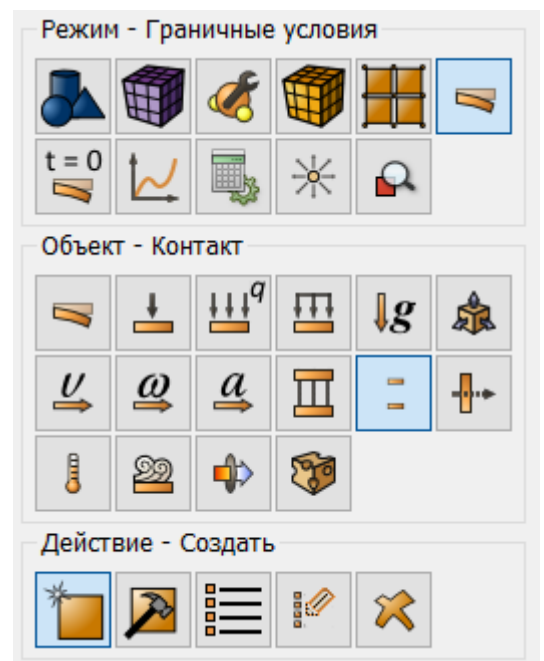 Режим - Граничные условия
t = 0
Объект - Контакт
q
g
υ ω a
Действие - Создать